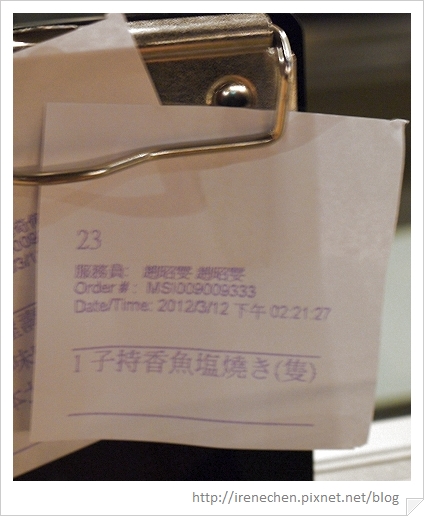 23
服務員: 趙昭雯 趙昭雯
Order # : MSI009009333
Date/Time: 2012/3/12 下午 02:21:27
1 子持香魚塩燒き(隻)
http://irenechen.pixnet.net/blog